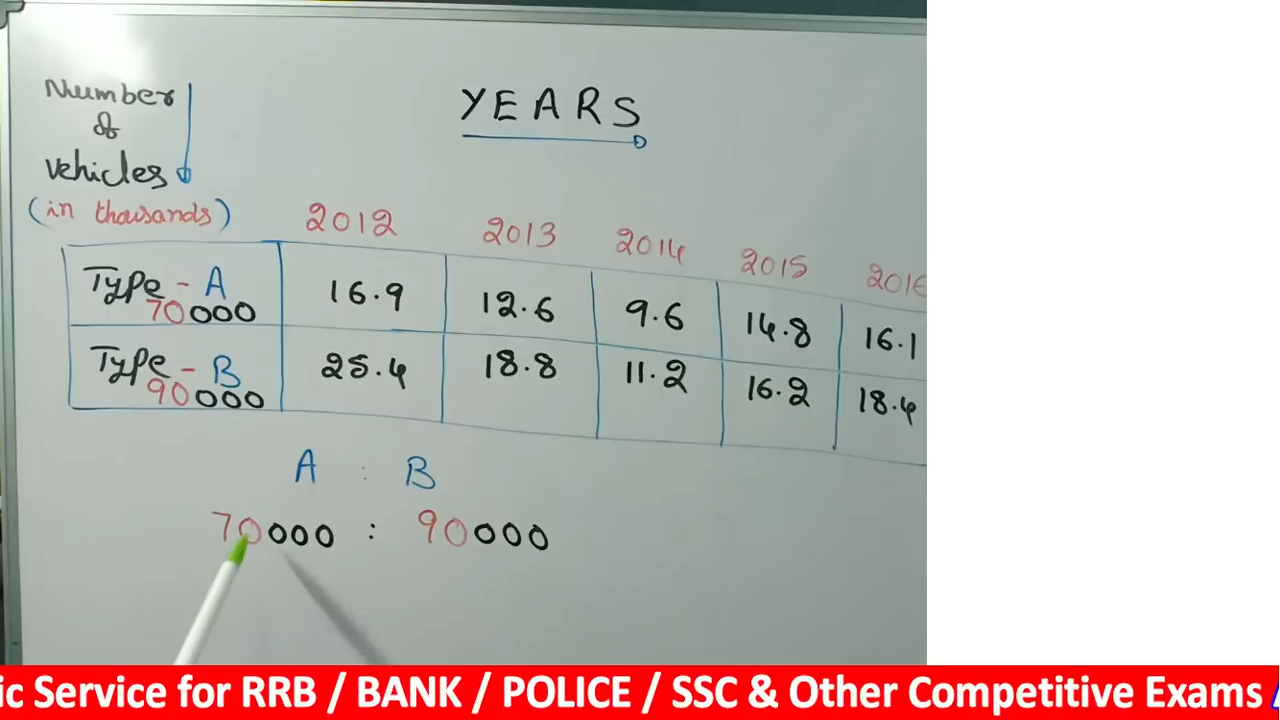 Number
of
vehicles
(in thousands)
YEARS
2012 2013 2014 2015 2016
Type - A 16.9 12.6 9.6 14.8 16.1
70000
Type - B 25.4 18.8 11.2 16.2 18.4
90000
A : B
70000 : 90000
ic Service for RRB / BANK / POLICE / SSC & Other Competitive Exams